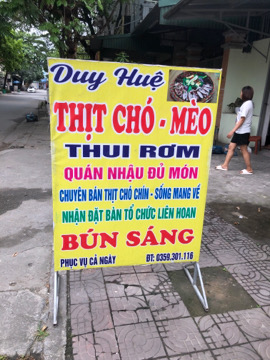 Duy Huệ
THỊT CHÓ - MÈO
THUI RƠM
QUÁN NHẬU ĐỦ MÓN
CHUYÊN BÁN THỊT CHÓ CHÍN - SỐNG MANG VỀ
NHẬN ĐẶT BÀN TỔ CHỨC LIÊN HOAN
BÚN SÁNG
PHỤC VỤ CẢ NGÀY ĐT: 0359.301.116